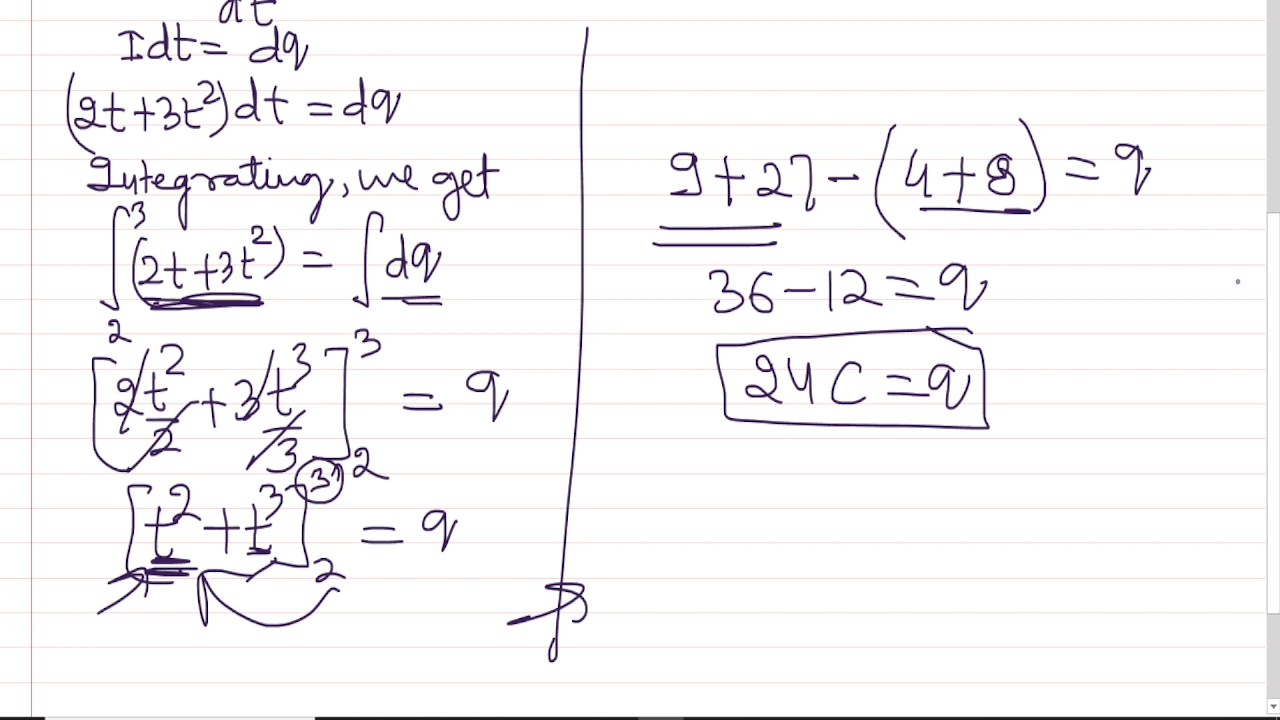 dt
Idt = dq
(2t+3t²)dt = dq
Integrating, we get
∫₂³ (2t+3t²) = ∫dq
[2t²/2 + 3t³/3]₂³ = q
[t² + t³]₂³ = q
9+27-(4+8) = q
36-12 = q
24C = q